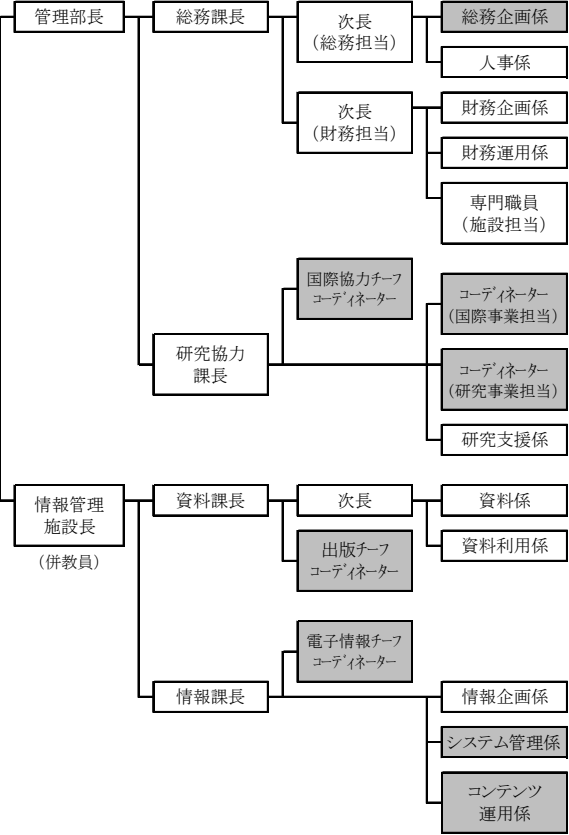 管理部長
総務課長
次長
（総務担当）
総務企画係
人事係
次長
（財務担当）
財務企画係
財務運用係
専門職員
（施設担当）
国際協力チーフ
コーディネーター
コーディネーター
（国際事業担当）
研究協力
課長
コーディネーター
（研究事業担当）
研究支援係
情報管理
施設長
（併教員）
資料課長
次長
資料係
資料利用係
出版チーフ
コーディネーター
電子情報チーフ
コーディネーター
情報課長
情報企画係
システム管理係
コンテンツ
運用係